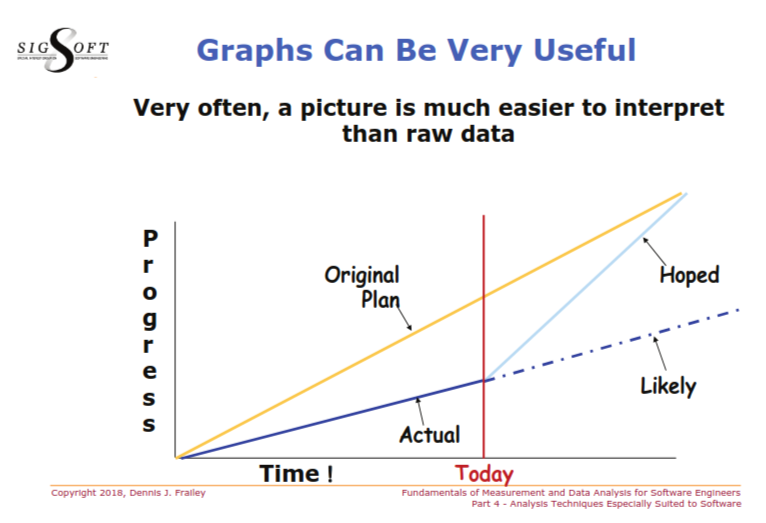 SIGSOFT
Graphs Can Be Very Useful
Very often, a picture is much easier to interpret
than raw data
Progress
Original
Plan
Hoped
Likely
Actual
Time !
Today
Copyright 2018, Dennis J. Frailey
Fundamentals of Measurement and Data Analysis for Software Engineers
Part 4 - Analysis Techniques Especially Suited to Software